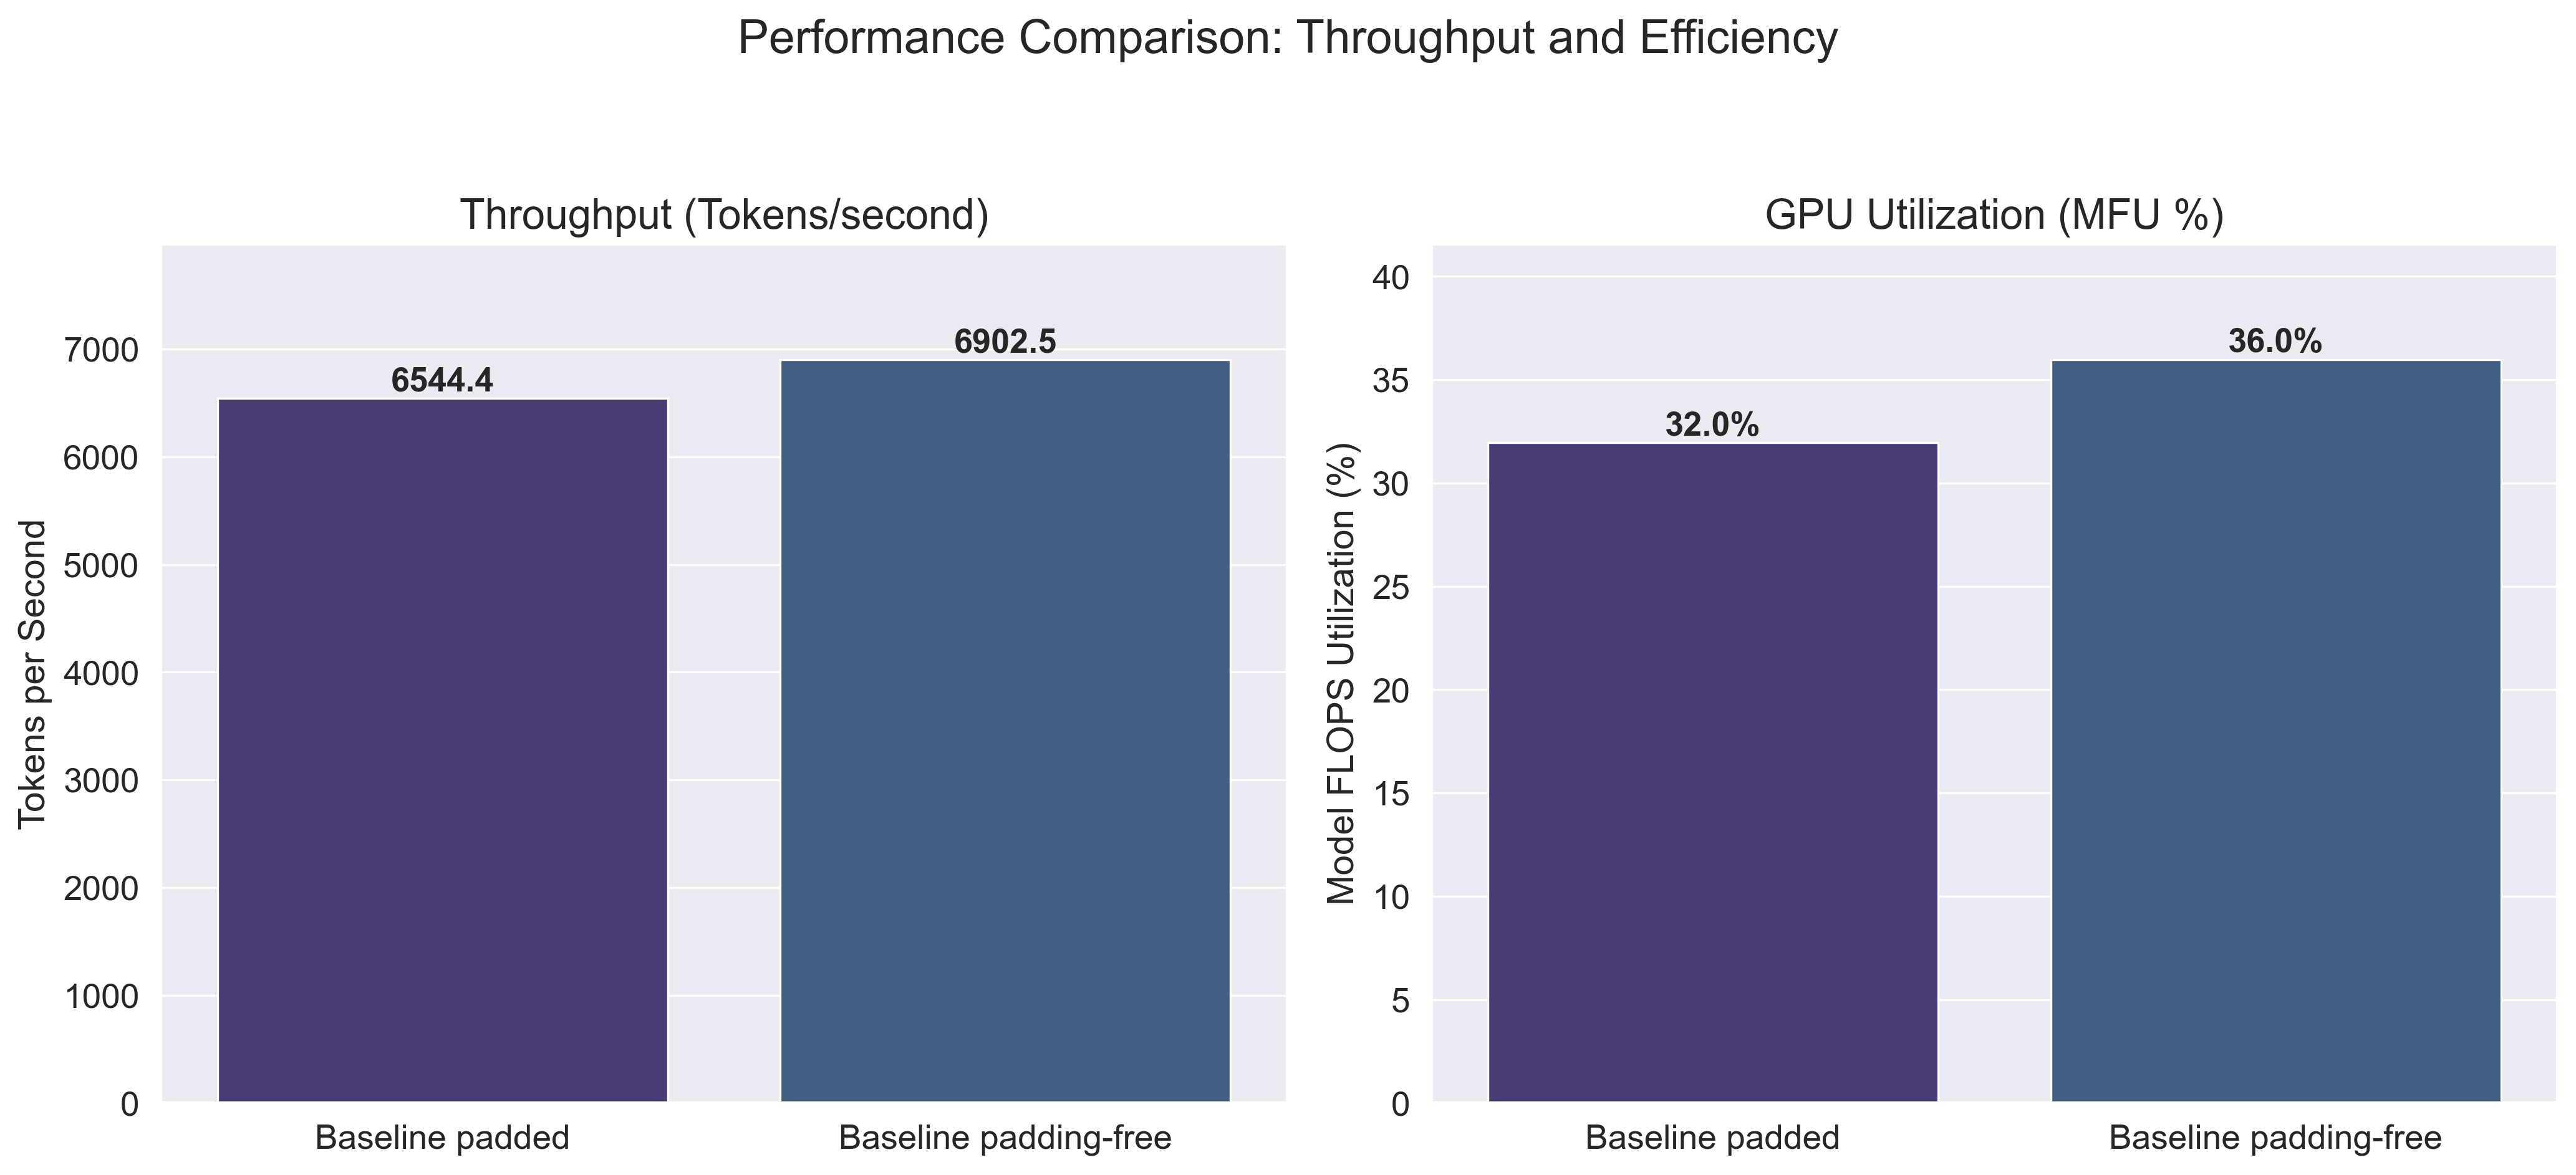 Performance Comparison: Throughput and Efficiency
Throughput (Tokens/second)
Tokens per Second
7000
6000
5000
4000
3000
2000
1000
0
6544.4
6902.5
Baseline padded
Baseline padding-free
GPU Utilization (MFU %)
Model FLOPS Utilization (%)
40
35
30
25
20
15
10
5
0
32.0%
36.0%
Baseline padded
Baseline padding-free